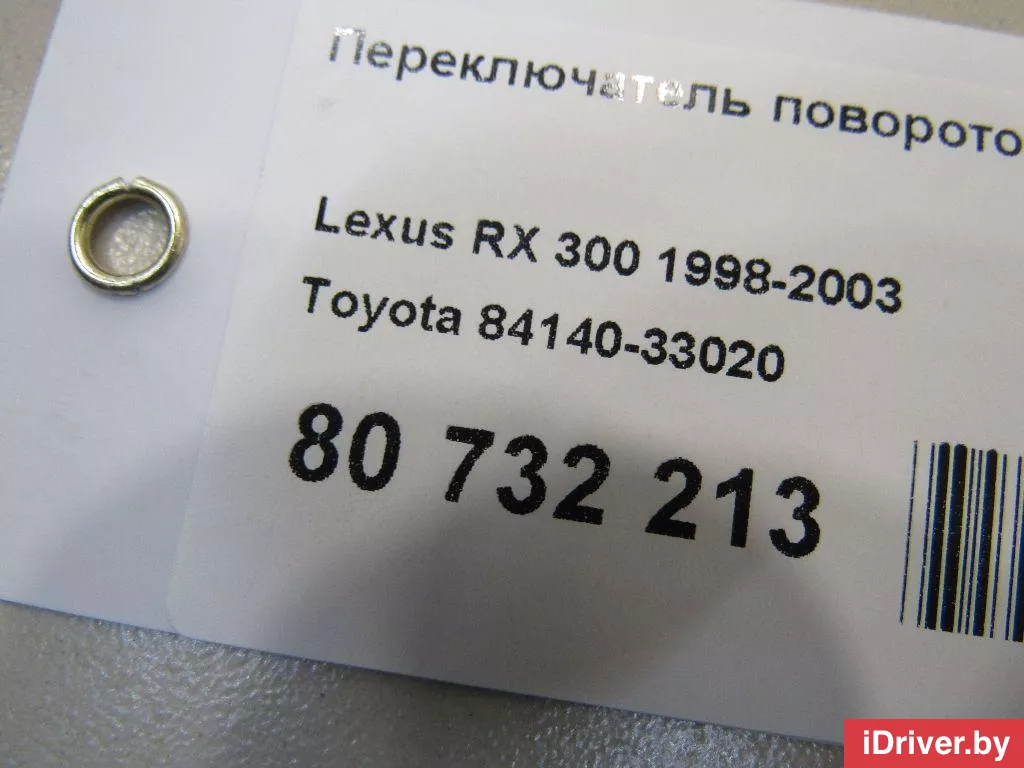 Переключатель поворото
Lexus RX 300 1998-2003
Toyota 84140-33020
80 732 213
iDriver.by